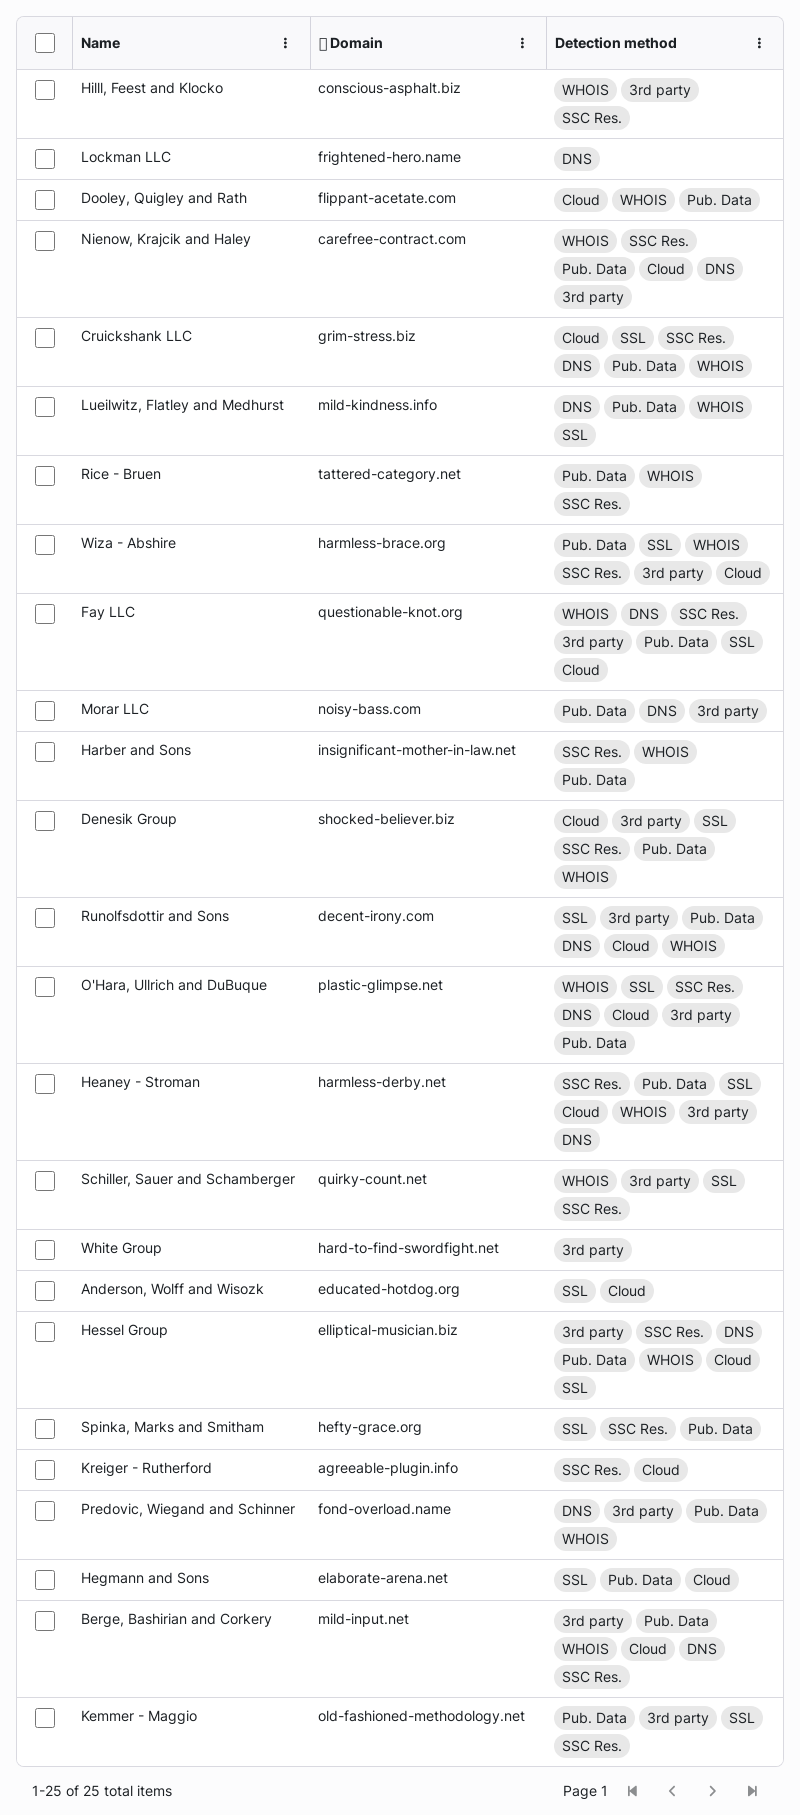 Name Domain Detection method
Hilll, Feest and Klocko conscious-asphalt.biz WHOIS 3rd party
SSC Res.
Lockman LLC frightened-hero.name DNS
Dooley, Quigley and Rath flippant-acetate.com Cloud WHOIS Pub. Data
Nienow, Krajcik and Haley carefree-contract.com WHOIS SSC Res.
Pub. Data Cloud DNS
3rd party
Cruickshank LLC grim-stress.biz Cloud SSL SSC Res.
DNS Pub. Data WHOIS
Lueilwitz, Flatley and Medhurst mild-kindness.info DNS Pub. Data WHOIS
SSL
Rice - Bruen tattered-category.net Pub. Data WHOIS
SSC Res.
Wiza - Abshire harmless-brace.org Pub. Data SSL WHOIS
SSC Res. 3rd party Cloud
Fay LLC questionable-knot.org WHOIS DNS SSC Res.
3rd party Pub. Data SSL
Cloud
Morar LLC noisy-bass.com Pub. Data DNS 3rd party
Harber and Sons insignificant-mother-in-law.net SSC Res. WHOIS
Pub. Data
Denesik Group shocked-believer.biz Cloud 3rd party SSL
SSC Res. Pub. Data
WHOIS
Runolfsdottir and Sons decent-irony.com SSL 3rd party Pub. Data
DNS Cloud WHOIS
O'Hara, Ullrich and DuBuque plastic-glimpse.net WHOIS SSL SSC Res.
DNS Cloud 3rd party
Pub. Data
Heaney - Stroman harmless-derby.net SSC Res. Pub. Data SSL
Cloud WHOIS 3rd party
DNS
Schiller, Sauer and Schamberger quirky-count.net WHOIS 3rd party SSL
SSC Res.
White Group hard-to-find-swordfight.net 3rd party
Anderson, Wolff and Wisozk educated-hotdog.org SSL Cloud
Hessel Group elliptical-musician.biz 3rd party SSC Res. DNS
Pub. Data WHOIS Cloud
SSL
Spinka, Marks and Smitham hefty-grace.org SSL SSC Res. Pub. Data
Kreiger - Rutherford agreeable-plugin.info SSC Res. Cloud
Predovic, Wiegand and Schinner fond-overload.name DNS 3rd party Pub. Data
WHOIS
Hegmann and Sons elaborate-arena.net SSL Pub. Data Cloud
Berge, Bashirian and Corkery mild-input.net 3rd party Pub. Data
WHOIS Cloud DNS
SSC Res.
Kemmer - Maggio old-fashioned-methodology.net Pub. Data 3rd party SSL
SSC Res.
1-25 of 25 total items Page 1